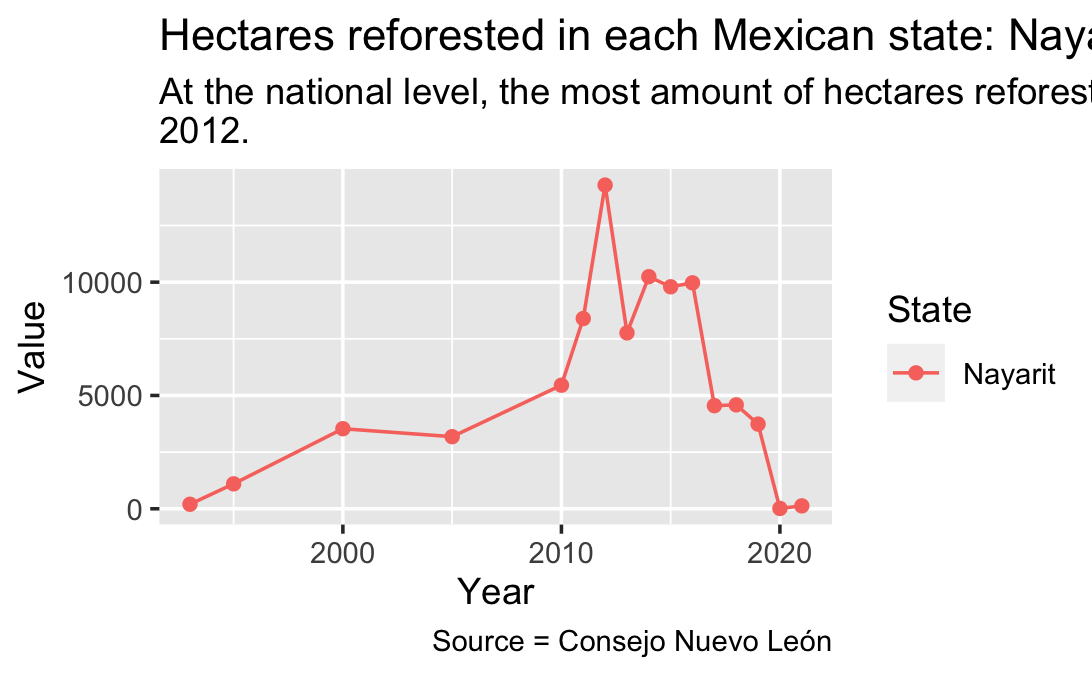 Hectares reforested in each Mexican state: Naya
At the national level, the most amount of hectares reforest
2012.
10000
5000
0
Value
2000 2010 2020
Year
State
Nayarit
Source = Consejo Nuevo León